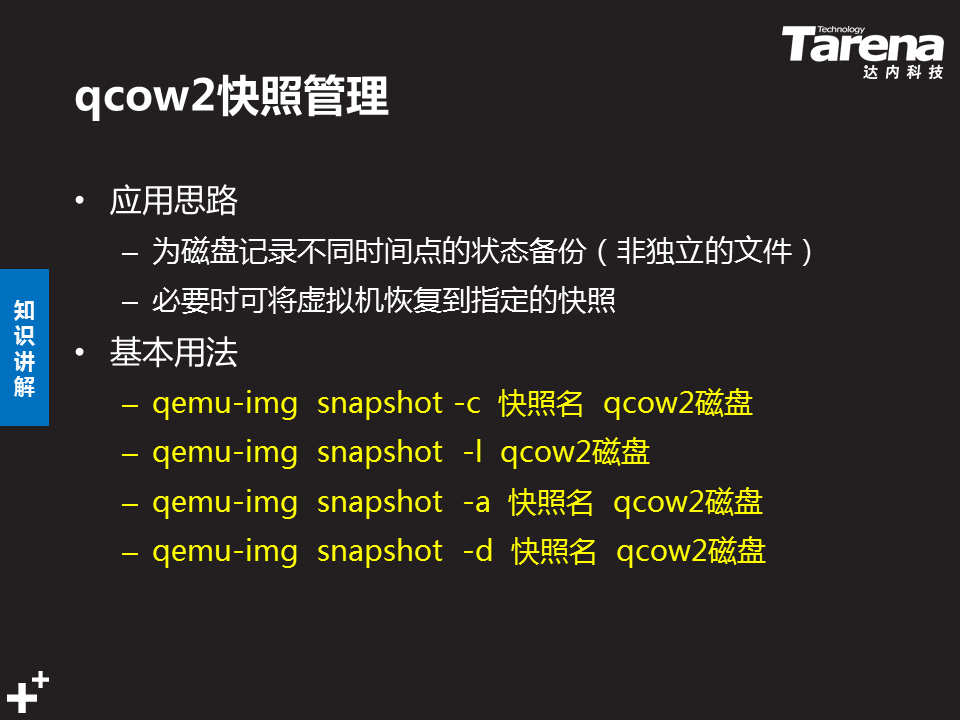 Technology
Tarena
达内科技
qcow2快照管理
• 应用思路
– 为磁盘记录不同时间点的状态备份（非独立的文件）
– 必要时可将虚拟机恢复到指定的快照
知识讲解
• 基本用法
– qemu-img snapshot -c 快照名 qcow2磁盘
– qemu-img snapshot -l qcow2磁盘
– qemu-img snapshot -a 快照名 qcow2磁盘
– qemu-img snapshot -d 快照名 qcow2磁盘